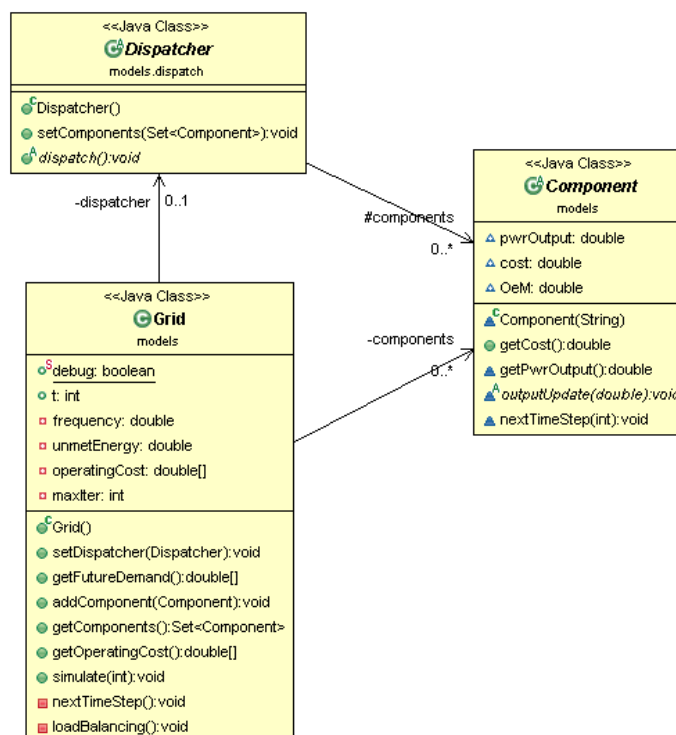 <<Java Class>>
Dispatcher
models.dispatch
Dispatcher()
setComponents(Set<Component>):void
dispatch():void
-dispatcher 0..1
#components
0..*
<<Java Class>>
Component
models
pwrOutput: double
cost: double
OeM: double
Component(String)
getCost():double
getPwrOutput():double
outputUpdate(double):void
nextTimeStep(int):void
-components
0..*
<<Java Class>>
Grid
models
debug: boolean
t: int
frequency: double
unmetEnergy: double
operatingCost: double[]
maxIter: int
Grid()
setDispatcher(Dispatcher):void
getFutureDemand():double[]
addComponent(Component):void
getComponents():Set<Component>
getOperatingCost():double[]
simulate(int):void
nextTimeStep():void
loadBalancing():void